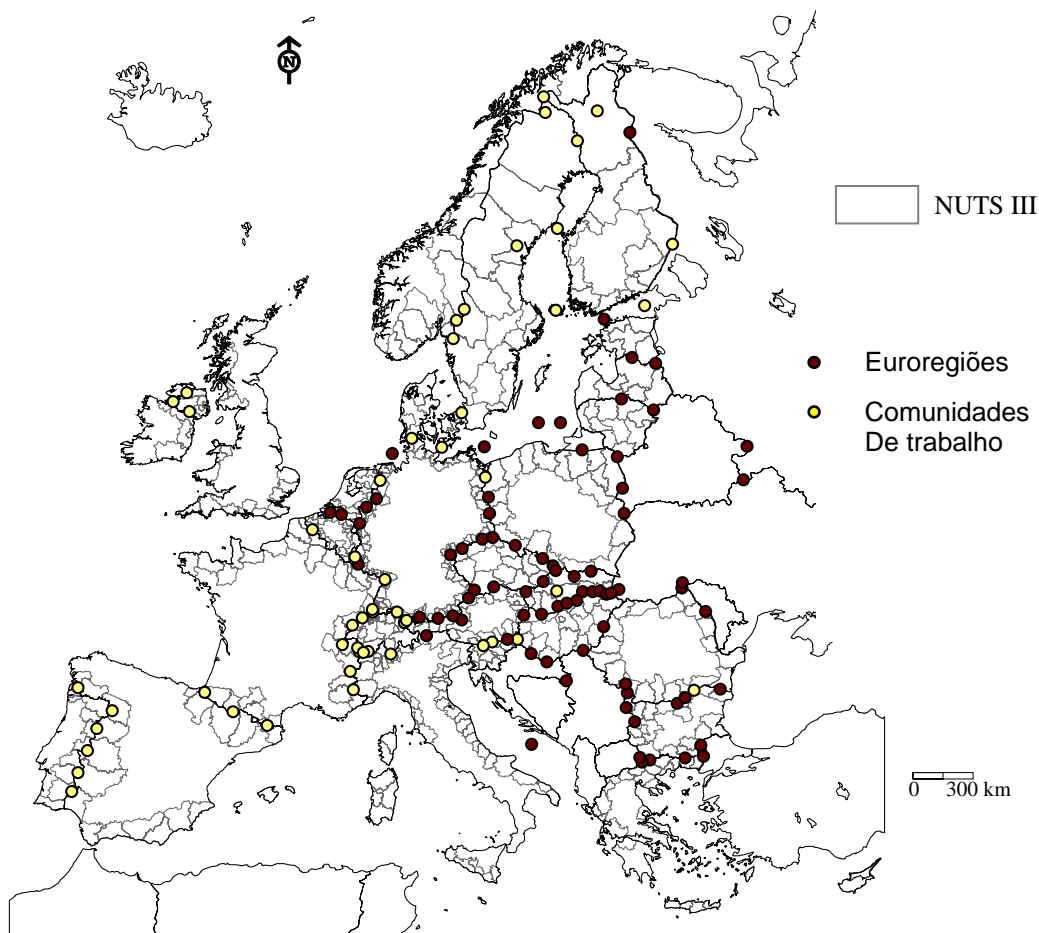 N
NUTS III
Euroregiões
Comunidades
De trabalho
0 300 km